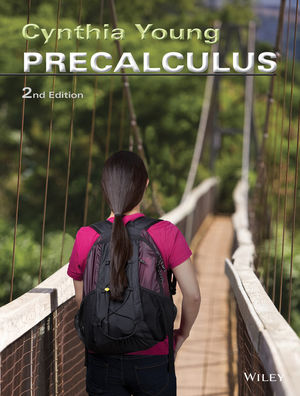 Cynthia Young
PRECALCULUS
2nd Edition
WILEY